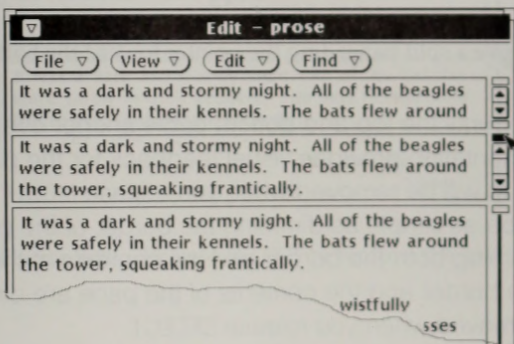 Edit – prose
File View Edit Find
It was a dark and stormy night. All of the beagles
were safely in their kennels. The bats flew around
It was a dark and stormy night. All of the beagles
were safely in their kennels. The bats flew around
the tower, squeaking frantically.
It was a dark and stormy night. All of the beagles
were safely in their kennels. The bats flew around
the tower, squeaking frantically.
wistfully
sses